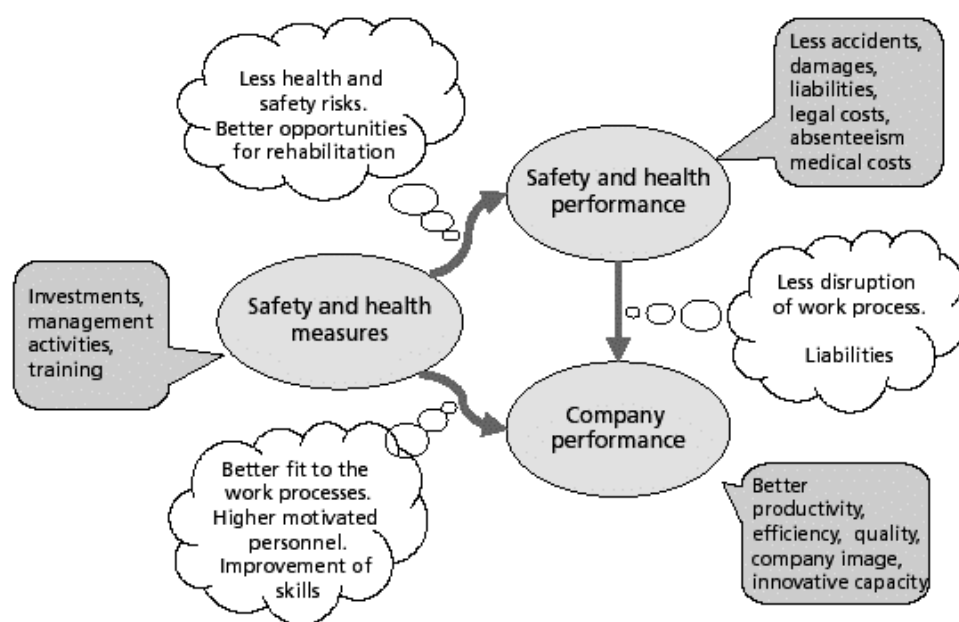 Less health and
safety risks.
Better opportunities
for rehabilitation
Less accidents,
damages,
liabilities,
legal costs,
absenteeism
medical costs
Safety and health
performance
Investments,
management
activities,
training
Safety and health
measures
Less disruption
of work process.
Liabilities
Company
performance
Better fit to the
work processes.
Higher motivated
personnel.
Improvement of
skills
Better
productivity,
efficiency, quality,
company image,
innovative capacity